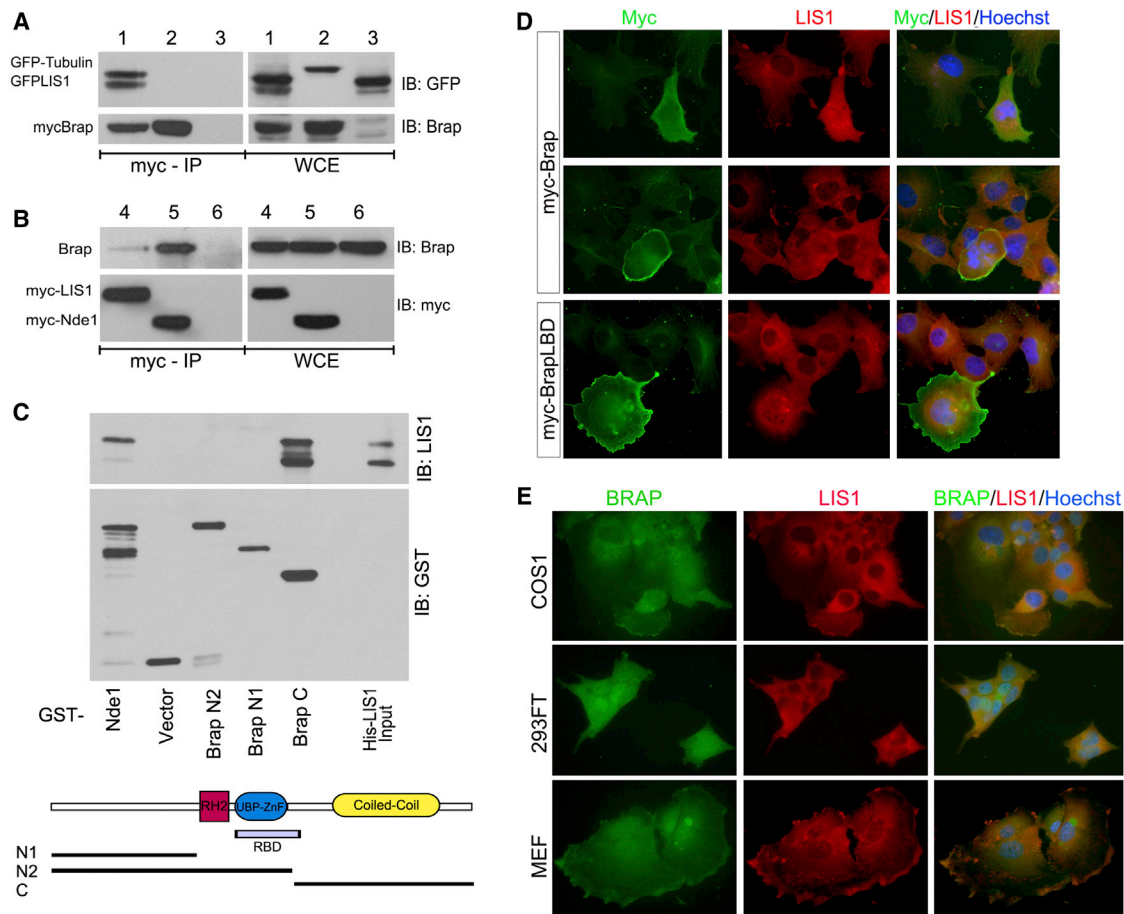 A
1 2 3 1 2 3
GFP-Tubulin
GFPLIS1
IB: GFP
mycBrap
IB: Brap
myc - IP WCE
B
4 5 6 4 5 6
Brap
IB: Brap
myc-LIS1
myc-Nde1
IB: myc
myc - IP WCE
C
IB: LIS1
IB: GST
GST-
Nde1
Vector
Brap N2
Brap N1
Brap C
His-LIS1
Input
RH2 UBP-ZnF Coiled-Coil
RBD
N1
N2
C
D
Myc LIS1 Myc/LIS1/Hoechst
myc-Brap
myc-BrapLBD
E
BRAP LIS1 BRAP/LIS1/Hoechst
COS1
293FT
MEF